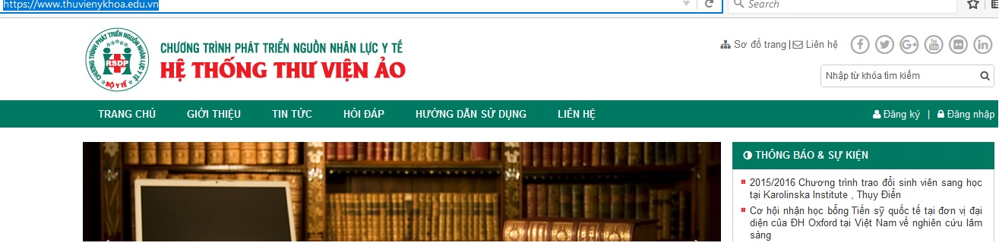 https://www.thuvienykhoa.edu.vn
Search
CHƯƠNG TRÌNH PHÁT TRIỂN NGUỒN NHÂN LỰC Y TẾ
RSDP
BỘ Y TẾ
CHƯƠNG TRÌNH PHÁT TRIỂN NGUỒN NHÂN LỰC Y TẾ
HỆ THỐNG THƯ VIỆN ẢO
Sơ đồ trang | Liên hệ
You Tube
Nhập từ khóa tìm kiếm
TRANG CHỦ GIỚI THIỆU TIN TỨC HỎI ĐÁP HƯỚNG DẪN SỬ DỤNG LIÊN HỆ
Đăng ký | Đăng nhập
THÔNG BÁO & SỰ KIỆN
2015/2016 Chương trình trao đổi sinh viên sang học
tại Karolinska Institute , Thụy Điển
Cơ hội nhận học bổng Tiến sỹ quốc tế tại đơn vị đại
diện của ĐH Oxford tại Việt Nam về nghiên cứu lâm
sàng